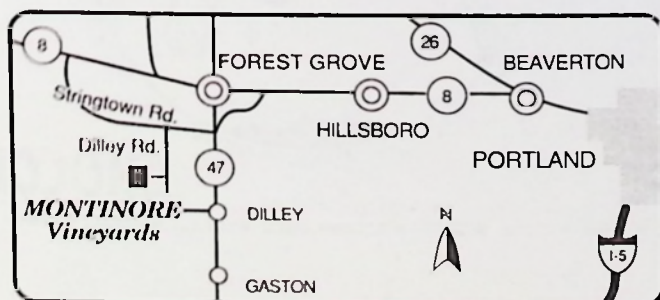 8
26
FOREST GROVE
BEAVERTON
Stringtown Rd.
8
HILLSBORO
Dilley Rd.
PORTLAND
47
M
MONTINORE
Vineyards
DILLEY
N
I-5
GASTON